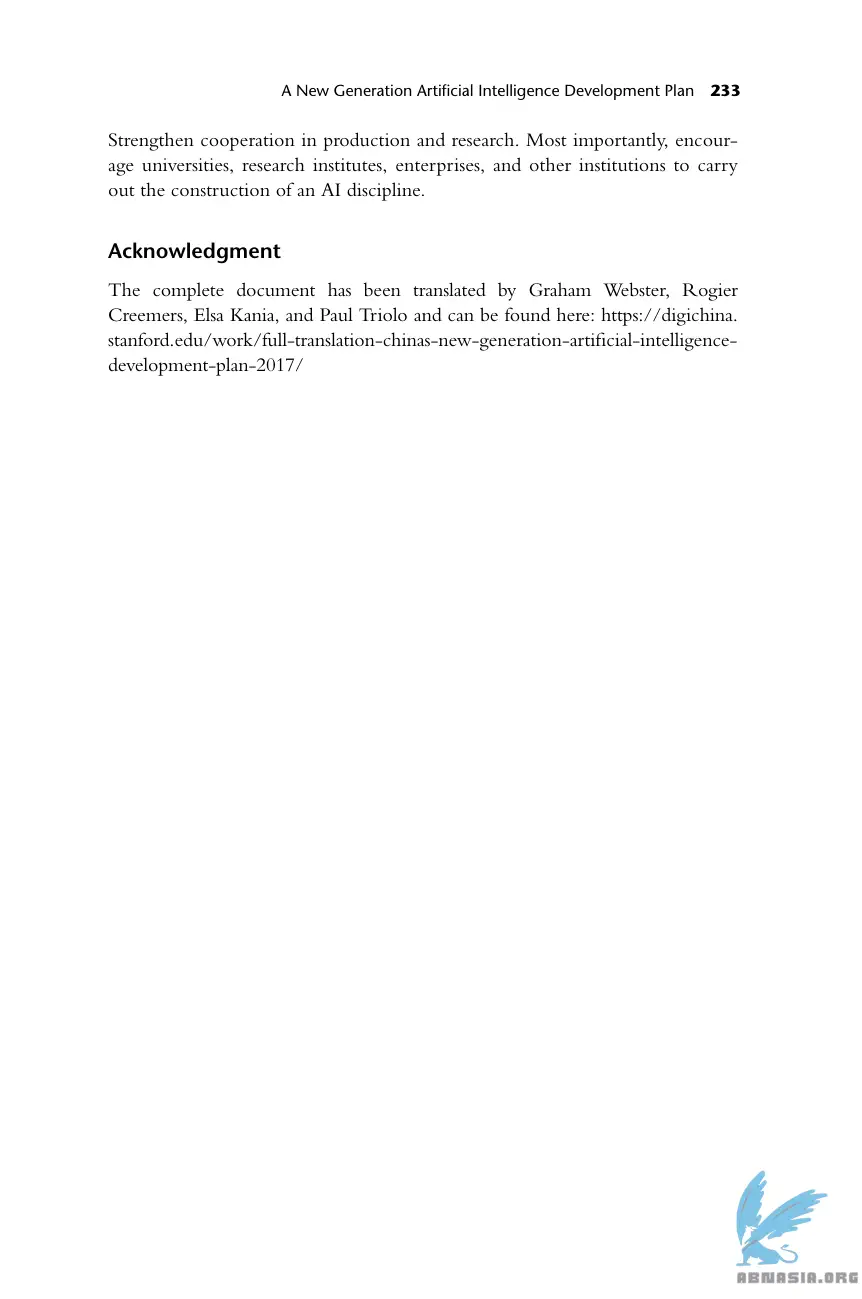 A New Generation Artificial Intelligence Development Plan 233
Strengthen cooperation in production and research. Most importantly, encour-
age universities, research institutes, enterprises, and other institutions to carry
out the construction of an AI discipline.
Acknowledgment
The complete document has been translated by Graham Webster, Rogier
Creemers, Elsa Kania, and Paul Triolo and can be found here: https://digichina.
stanford.edu/work/full-translation-chinas-new-generation-artificial-intelligence-
development-plan-2017/
ABNASIA.ORG